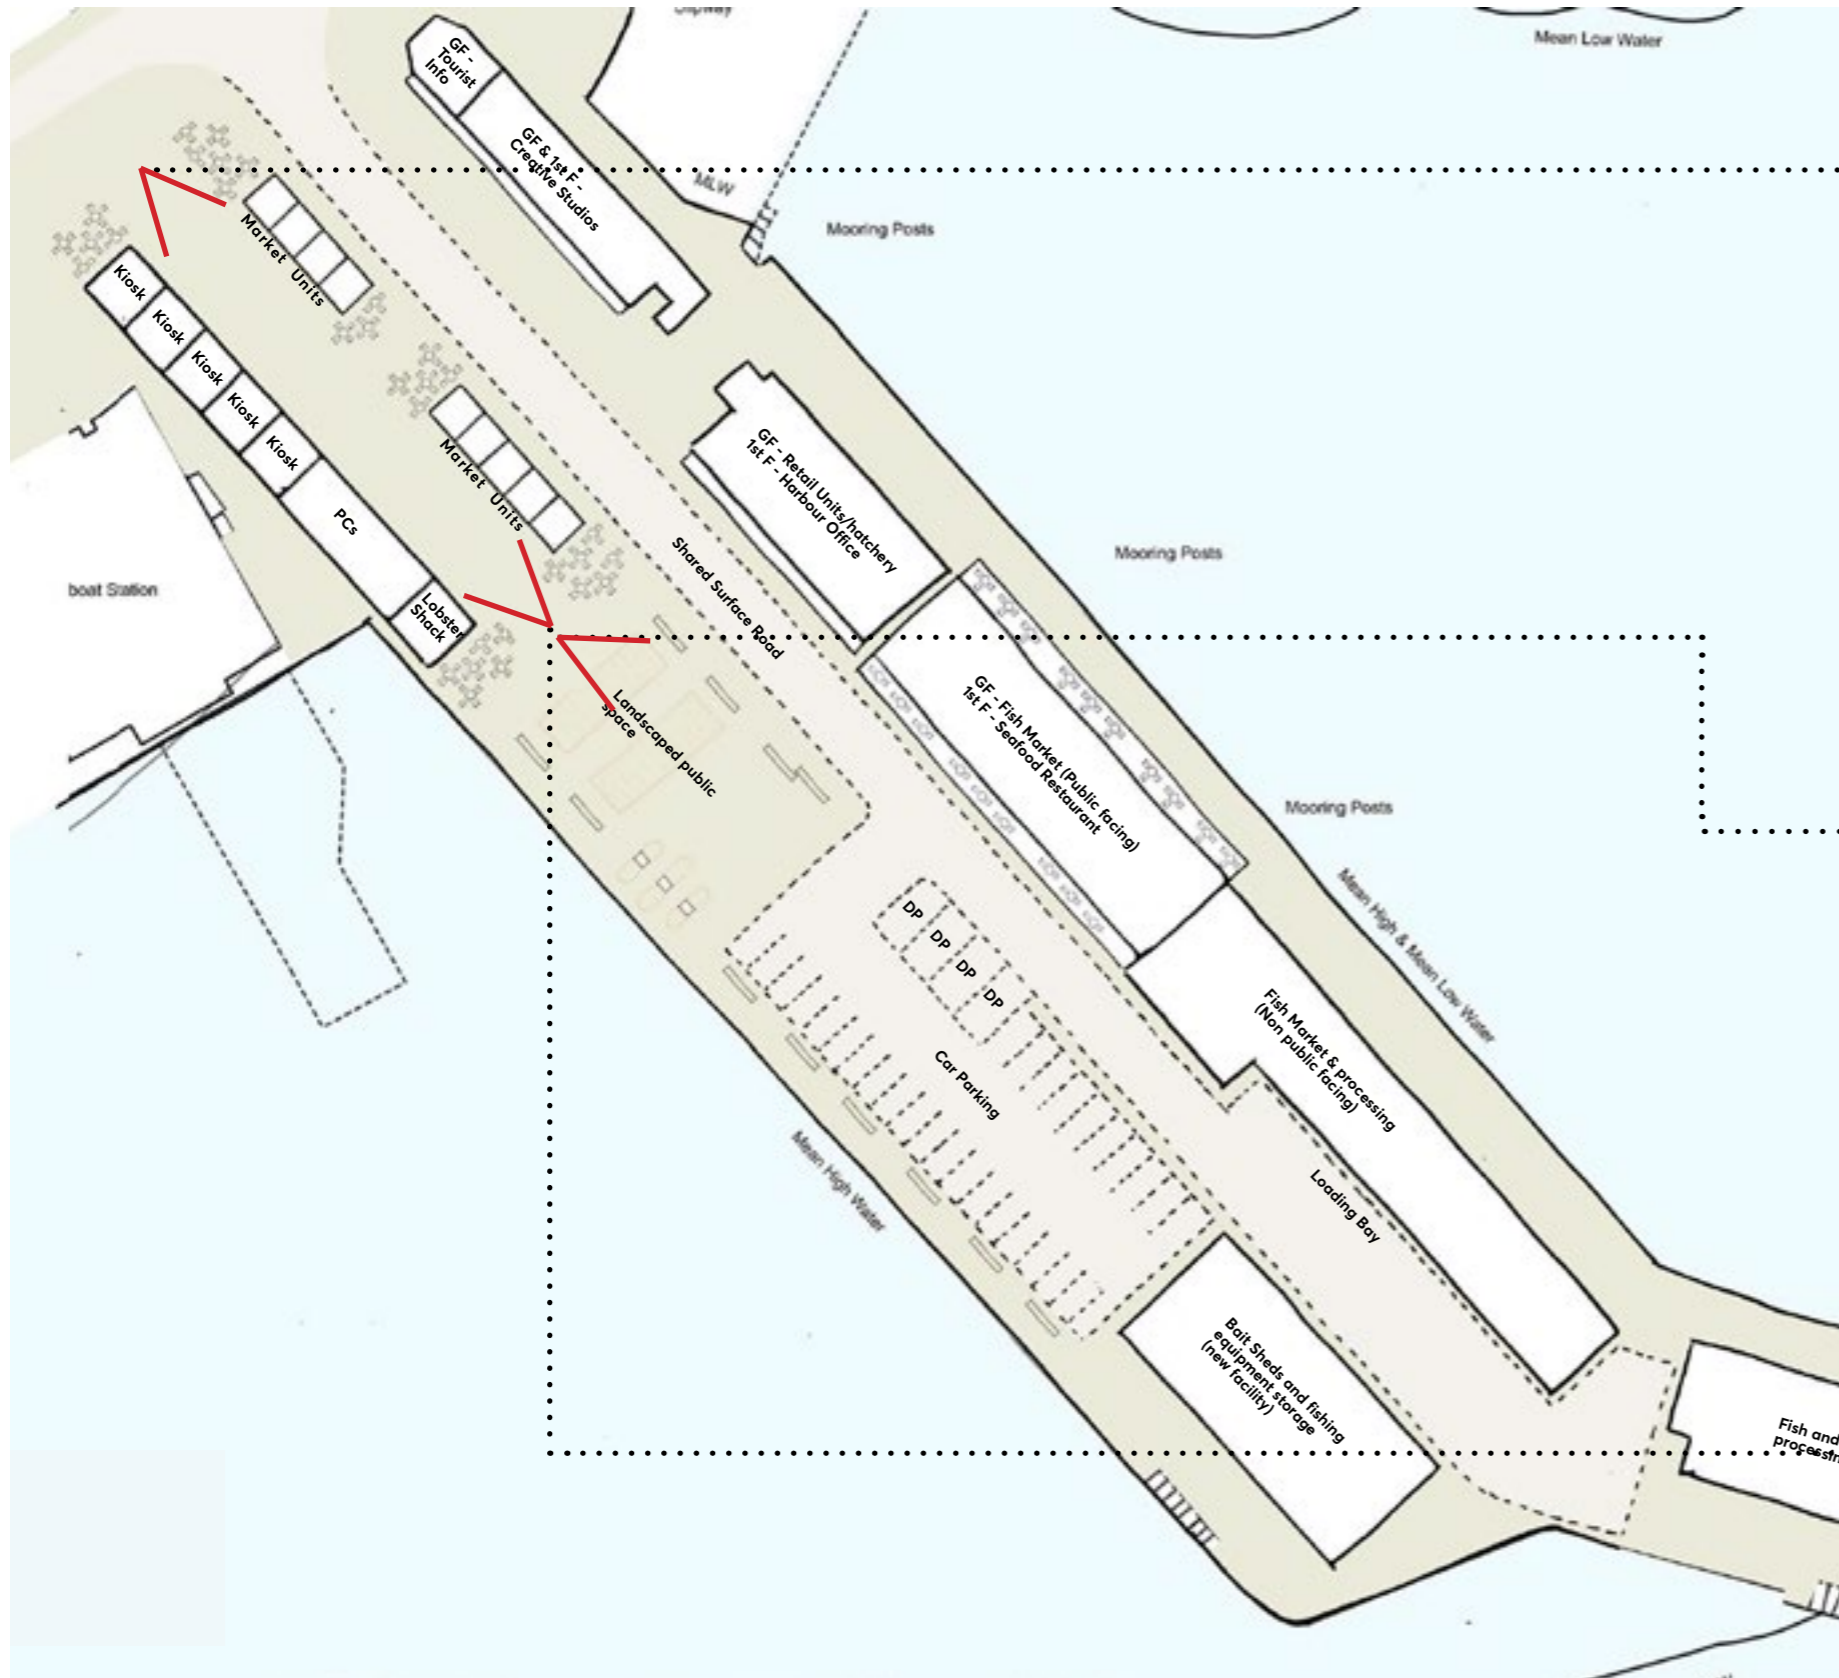 Slipway
Mean Low Water
GF -
Tourist
Info
GF & 1st F -
Creative Studios
MLW
Mooring Posts
Market Units
Kiosk
Kiosk
Kiosk
Kiosk
Kiosk
PCs
Lobster
Shack
Market Units
boat Station
GF - Retail Units/hatchery
1st F - Harbour Office
Shared Surface Road
Mooring Posts
Landscaped public
space
GF - Fish Market (Public facing)
1st F - Seafood Restaurant
Mooring Posts
Mean High & Mean Low Water
DP
DP
DP
DP
Car Parking
Fish Market & processing
(Non public facing)
Loading Bay
Mean High Water
Bait Sheds and fishing
equipment storage
(new facility)
Fish and
processin